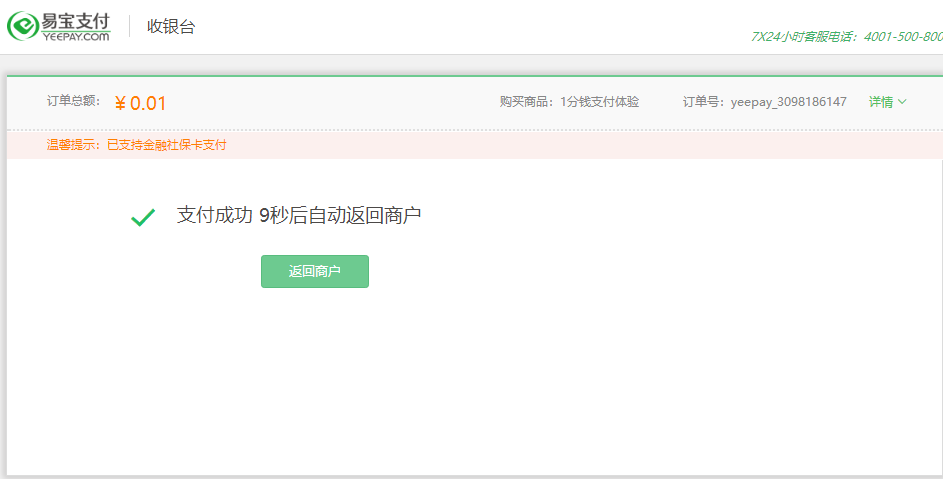 易宝支付
YEEPAY.COM
收银台
7X24小时客服电话：4001-500-800
订单总额：
¥ 0.01
购买商品：1分钱支付体验
订单号：yeepay_3098186147
详情
温馨提示：已支持金融社保卡支付
支付成功 9秒后自动返回商户
返回商户